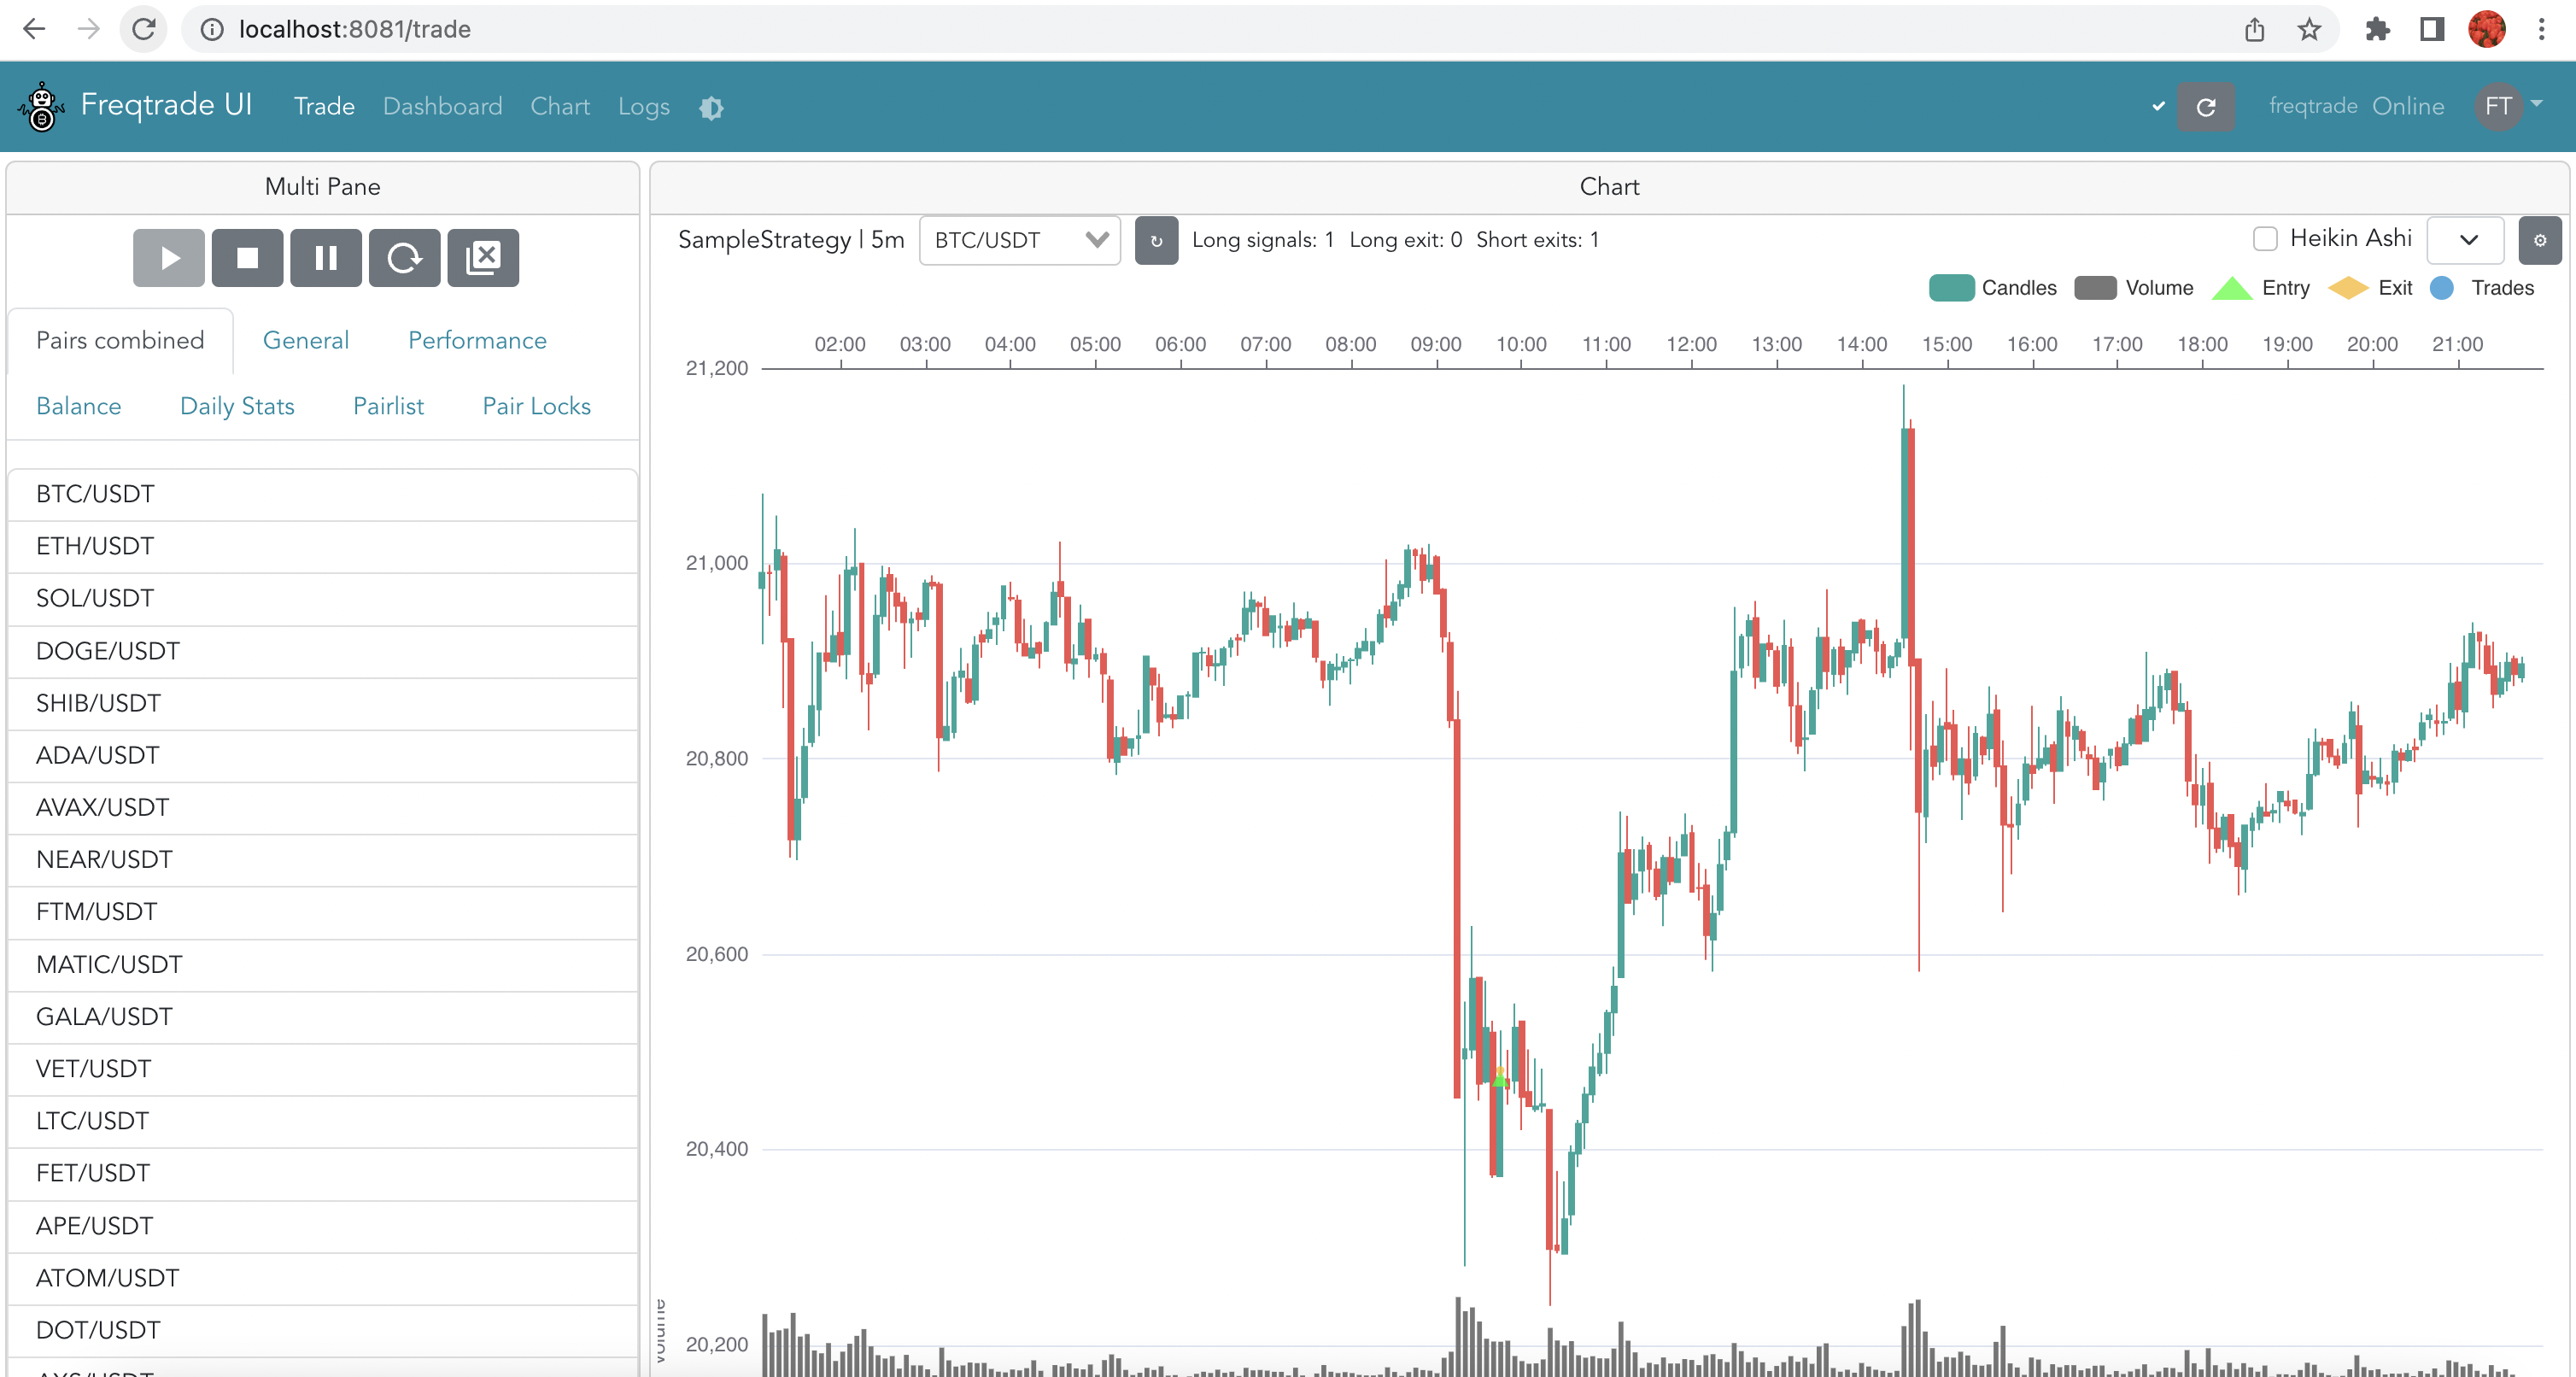 localhost:8081/trade
Freqtrade UI Trade Dashboard Chart Logs freqtrade Online FT
Multi Pane
Pairs combined General Performance
Balance Daily Stats Pairlist Pair Locks
BTC/USDT
ETH/USDT
SOL/USDT
DOGE/USDT
SHIB/USDT
ADA/USDT
AVAX/USDT
NEAR/USDT
FTM/USDT
MATIC/USDT
GALA/USDT
VET/USDT
LTC/USDT
FET/USDT
APE/USDT
ATOM/USDT
DOT/USDT
AXS/USDT
Chart
SampleStrategy | 5m BTC/USDT Long signals: 1 Long exit: 0 Short exits: 1 Heikin Ashi
Candles Volume Entry Exit Trades
02:00 03:00 04:00 05:00 06:00 07:00 08:00 09:00 10:00 11:00 12:00 13:00 14:00 15:00 16:00 17:00 18:00 19:00 20:00 21:00
21,200
21,000
20,800
20,600
20,400
20,200
Volume